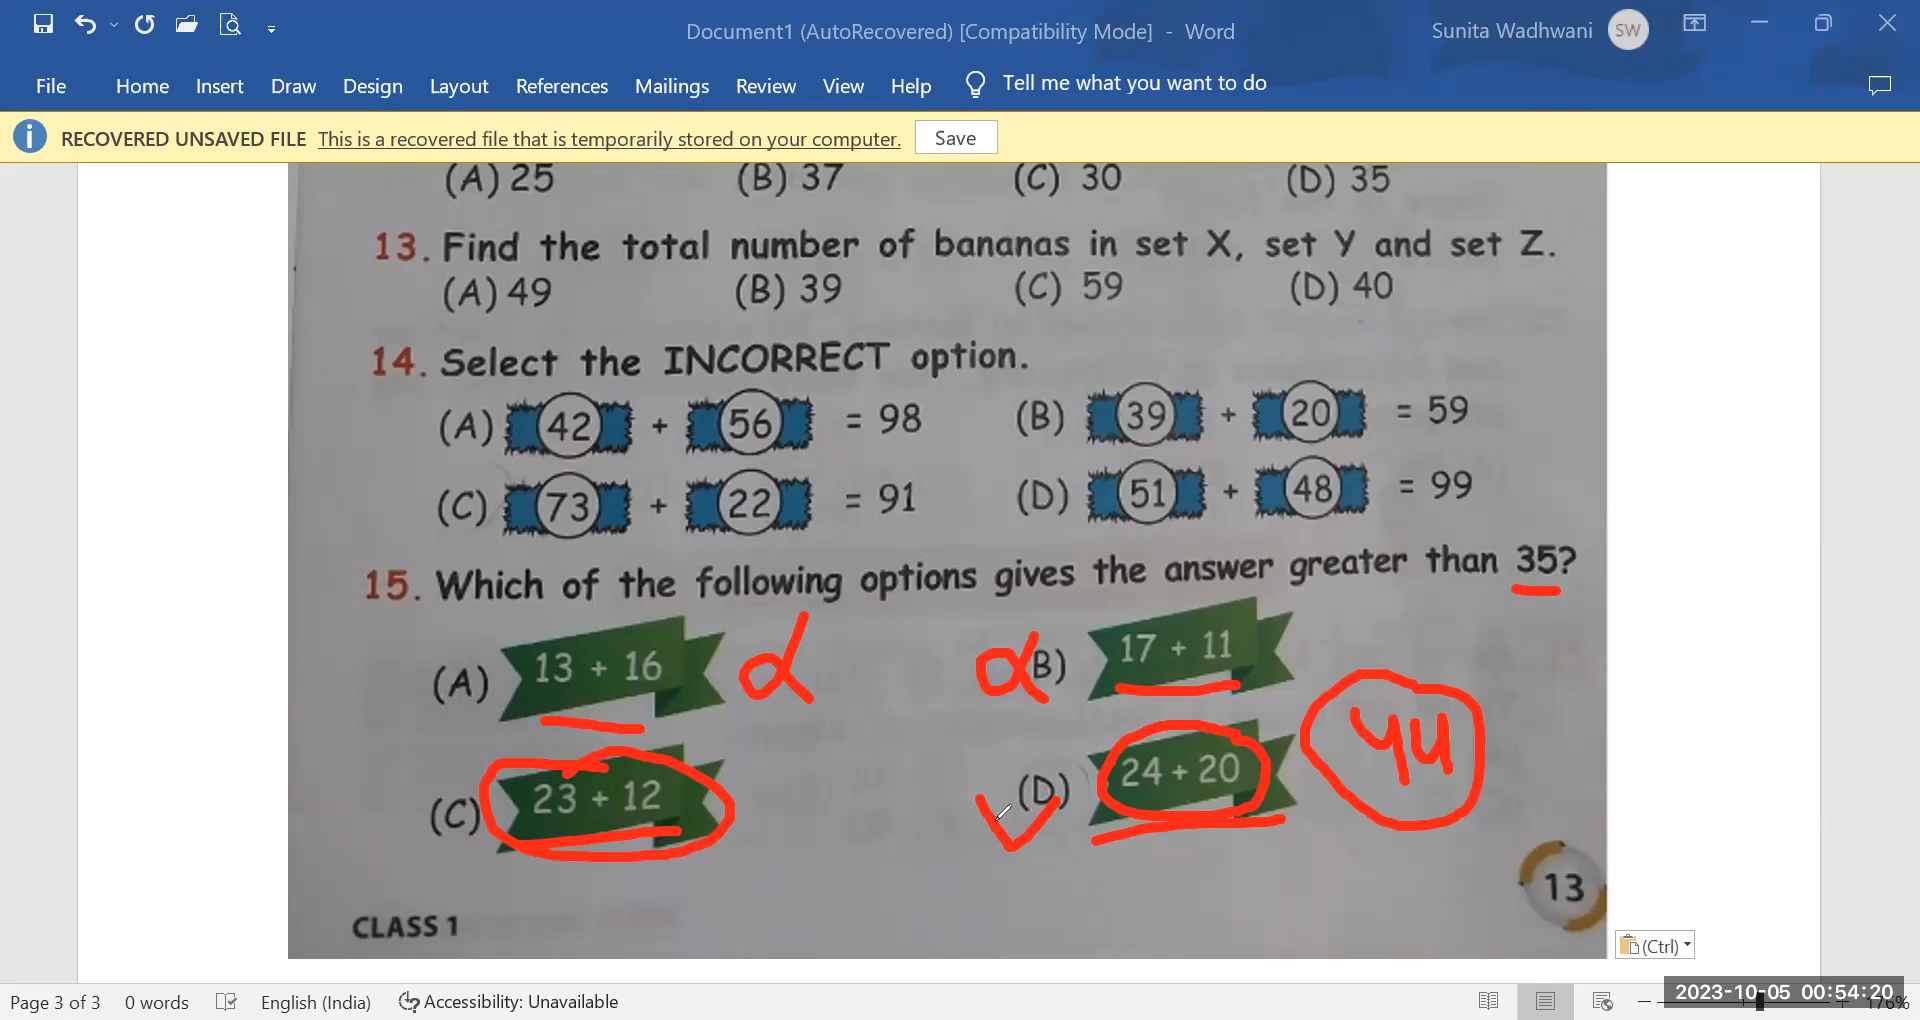 Document1 (AutoRecovered) [Compatibility Mode] - Word
Sunita Wadhwani SW
File Home Insert Draw Design Layout References Mailings Review View Help Tell me what you want to do
RECOVERED UNSAVED FILE This is a recovered file that is temporarily stored on your computer. Save
(A) 25 (B) 37 (C) 30 (D) 35
13. Find the total number of bananas in set X, set Y and set Z.
(A) 49 (B) 39 (C) 59 (D) 40
14. Select the INCORRECT option.
(A) 42 + 56 = 98 (B) 39 + 20 = 59
(C) 73 + 22 = 91 (D) 51 + 48 = 99
15. Which of the following options gives the answer greater than 35?
(A) 13 + 16 (B) 17 + 11
(C) 23 + 12 (D) 24 + 20 44
13
CLASS 1
(Ctrl)
Page 3 of 3 0 words English (India) Accessibility: Unavailable 176%
2023-10-05 00:54:20